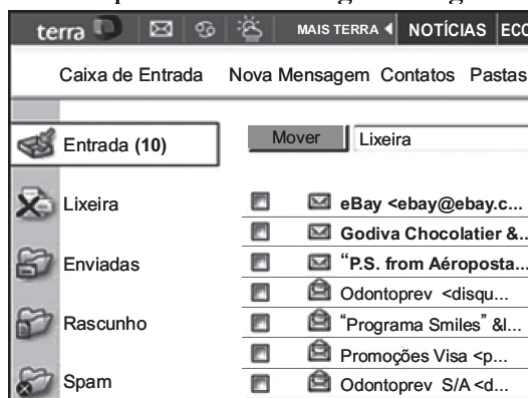 terra MAIS TERRA NOTÍCIAS ECO
Caixa de Entrada Nova Mensagem Contatos Pastas
Entrada (10)
Mover Lixeira
Lixeira
Enviadas
Rascunho
Spam
eBay <ebay@ebay.c...
Godiva Chocolatier &..
“P.S. from Aéroposta...
Odontoprev <disqu...
“Programa Smiles” &l...
Promoções Visa <p...
Odontoprev S/A <d...